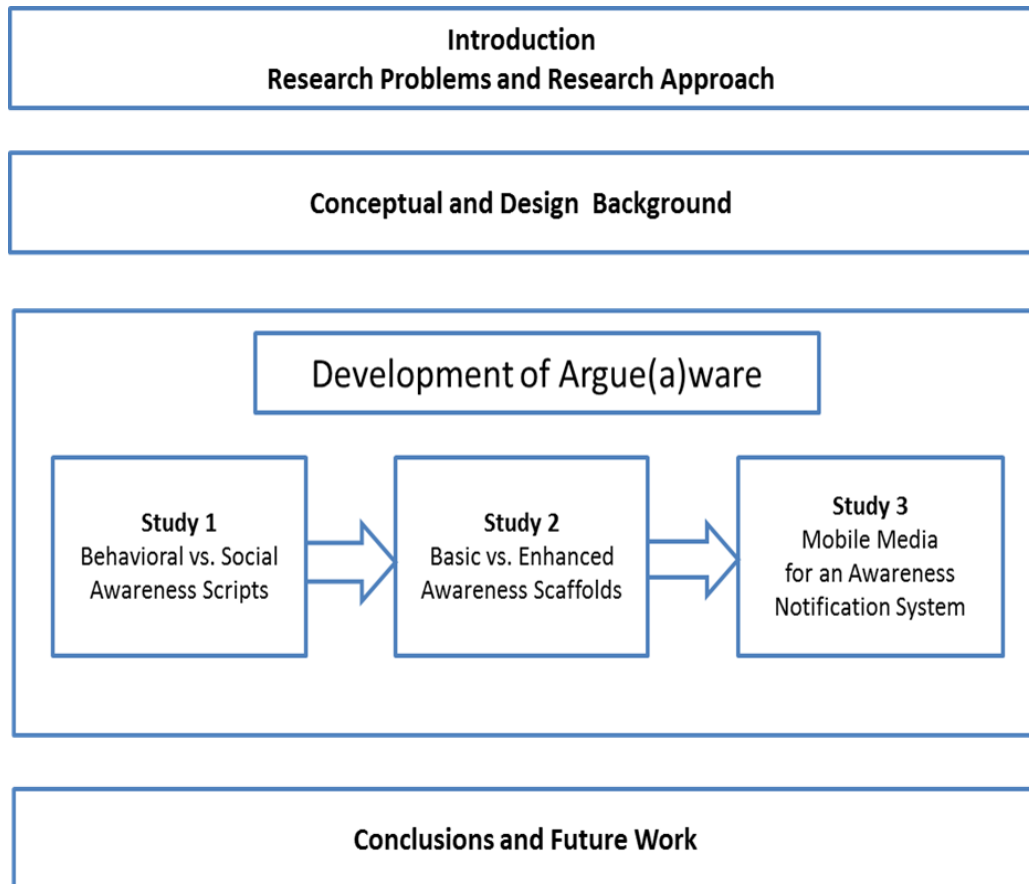 Introduction
Research Problems and Research Approach
Conceptual and Design Background
Development of Argue(a)ware
Study 1
Behavioral vs. Social
Awareness Scripts
Study 2
Basic vs. Enhanced
Awareness Scaffolds
Study 3
Mobile Media
for an Awareness
Notification System
Conclusions and Future Work